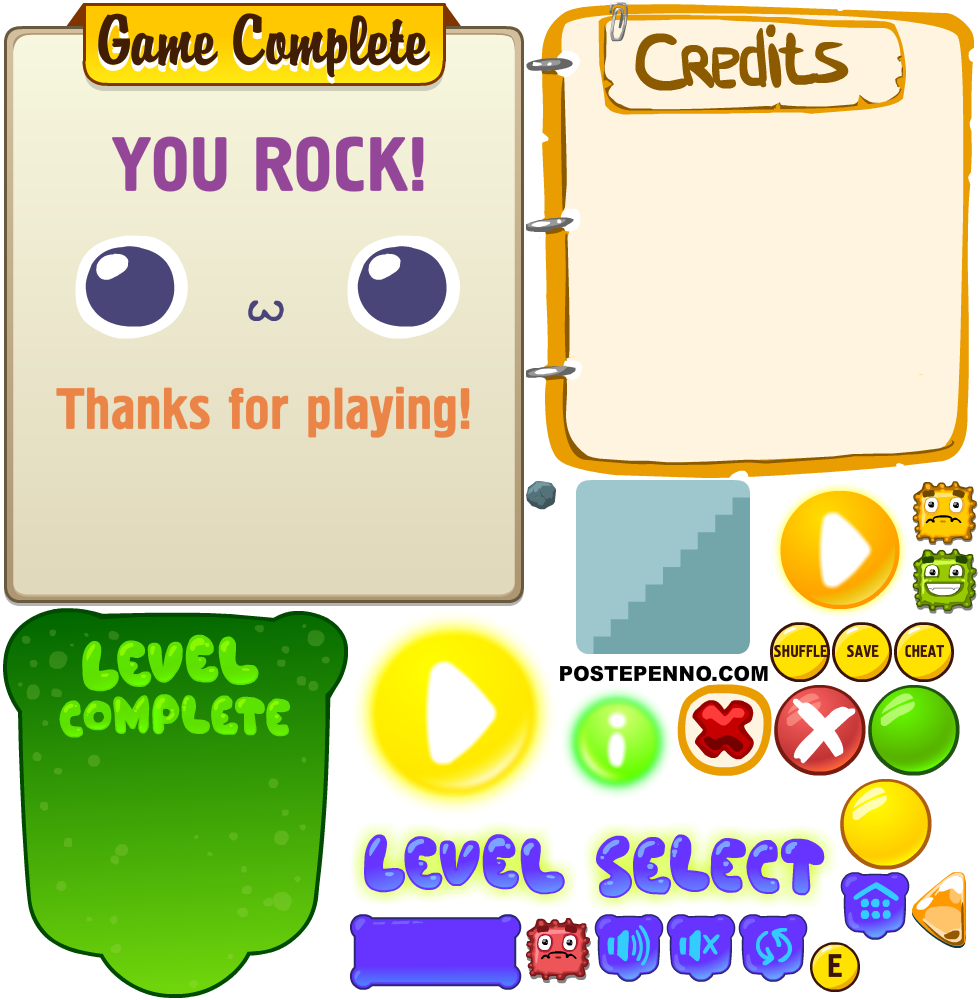 Game Complete
YOU ROCK!
Thanks for playing!
Credits
POSTEPENNO.COM
SHUFFLE
SAVE
CHEAT
LEVEL
COMPLETE
LEVEL SELECT
E